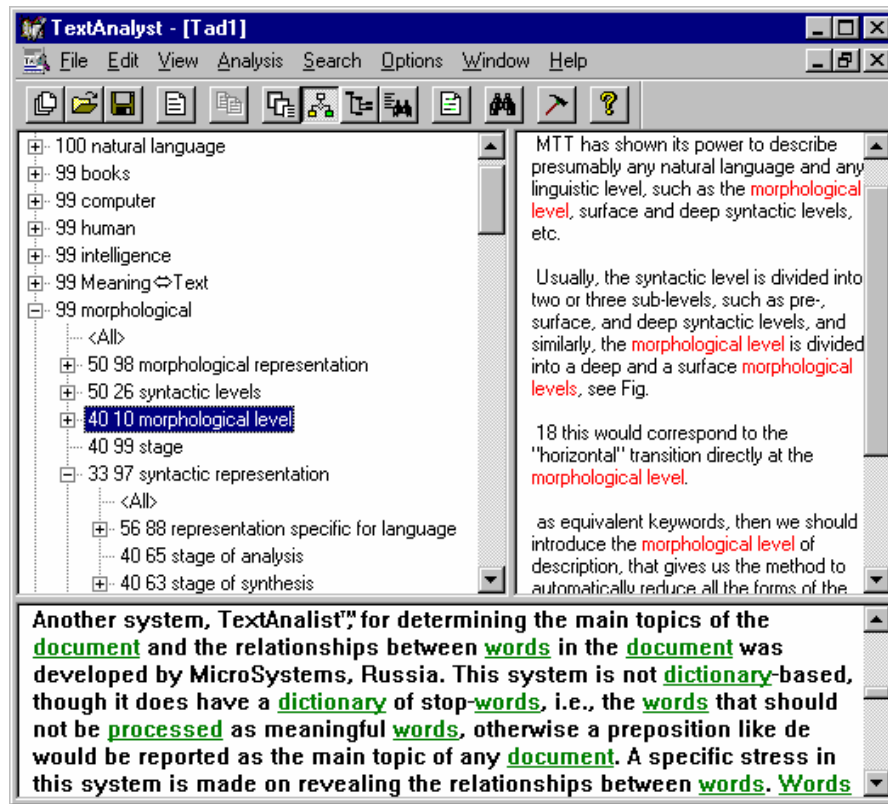 TextAnalyst - [Tad1]
File Edit View Analysis Search Options Window Help
100 natural language
99 books
99 computer
99 human
99 intelligence
99 Meaning⇔Text
99 morphological
<All>
50 98 morphological representation
50 26 syntactic levels
40 10 morphological level
40 99 stage
33 97 syntactic representation
<All>
56 88 representation specific for language
40 65 stage of analysis
40 63 stage of synthesis
MTT has shown its power to describe
presumably any natural language and any
linguistic level, such as the morphological
level, surface and deep syntactic levels,
etc.
Usually, the syntactic level is divided into
two or three sub-levels, such as pre-,
surface, and deep syntactic levels, and
similarly, the morphological level is divided
into a deep and a surface morphological
levels, see Fig.
18 this would correspond to the
"horizontal" transition directly at the
morphological level.
as equivalent keywords, then we should
introduce the morphological level of
description, that gives us the method to
automatically reduce all the forms of the
Another system, TextAnalist™, for determining the main topics of the
document and the relationships between words in the document was
developed by MicroSystems, Russia. This system is not dictionary-based,
though it does have a dictionary of stop-words, i.e., the words that should
not be processed as meaningful words, otherwise a preposition like de
would be reported as the main topic of any document. A specific stress in
this system is made on revealing the relationships between words. Words